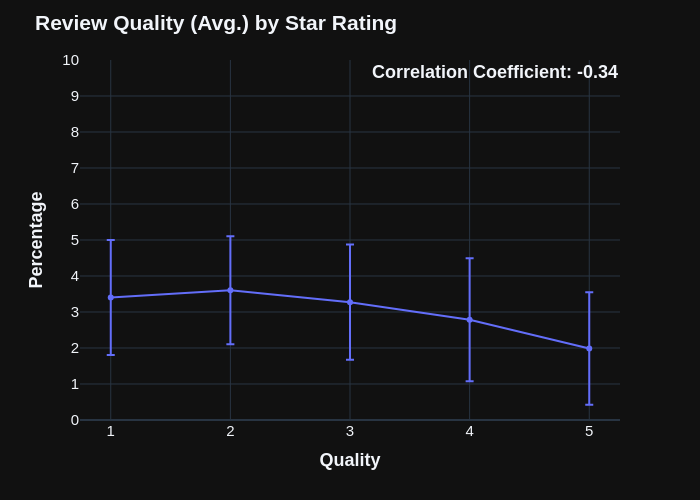 Review Quality (Avg.) by Star Rating
Correlation Coefficient: -0.34
Percentage
10
9
8
7
6
5
4
3
2
1
0
1 2 3 4 5
Quality